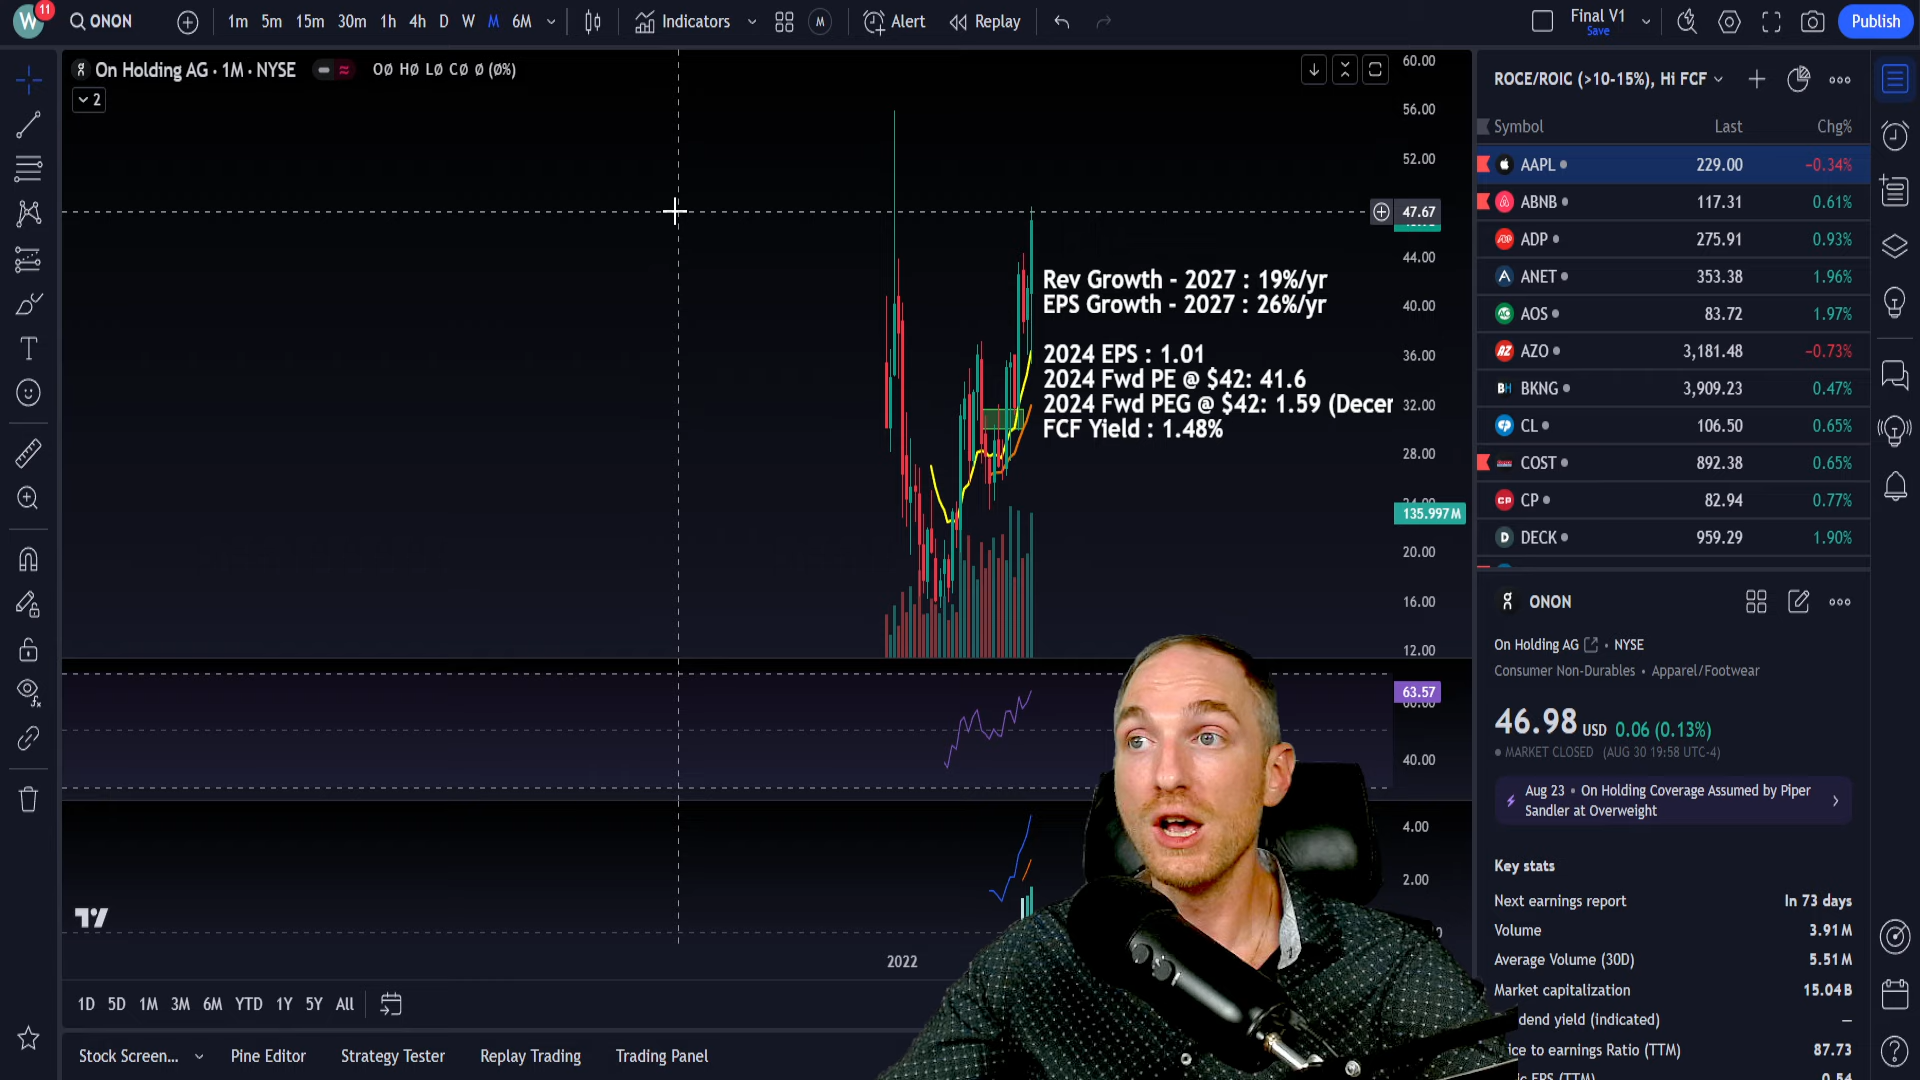 W 11 ONON 1m 5m 15m 30m 1h 4h D W M 6M Indicators M Alert Replay Final V1 Save Publish
On Holding AG · 1M · NYSE O∅ H∅ L∅ C∅ ∅ (∅%)
2
60.00
56.00
52.00
47.67
44.00
40.00
36.00
32.00
28.00
24.00
135.997M
20.00
16.00
12.00
63.57
40.00
4.00
2.00
Rev Growth - 2027 : 19%/yr
EPS Growth - 2027 : 26%/yr
2024 EPS : 1.01
2024 Fwd PE @ $42: 41.6
2024 Fwd PEG @ $42: 1.59 (Decer
FCF Yield : 1.48%
2022
1D 5D 1M 3M 6M YTD 1Y 5Y All
Stock Screen... Pine Editor Strategy Tester Replay Trading Trading Panel
ROCE/ROIC (>10-15%), Hi FCF
Symbol Last Chg%
AAPL 229.00 −0.34%
ABNB 117.31 0.61%
ADP 275.91 0.93%
ANET 353.38 1.96%
AOS 83.72 1.97%
AZO 3,181.48 −0.73%
BKNG 3,909.23 0.47%
CL 106.50 0.65%
COST 892.38 0.65%
CP 82.94 0.77%
DECK 959.29 1.90%
ONON
On Holding AG • NYSE
Consumer Non-Durables • Apparel/Footwear
46.98 USD 0.06 (0.13%)
MARKET CLOSED (AUG 30 19:58 UTC-4)
Aug 23 • On Holding Coverage Assumed by Piper
Sandler at Overweight
Key stats
Next earnings report In 73 days
Volume 3.91M
Average Volume (30D) 5.51M
Market capitalization 15.04B
dend yield (indicated) —
ice to earnings Ratio (TTM) 87.73
EPS (TTM) 0.54